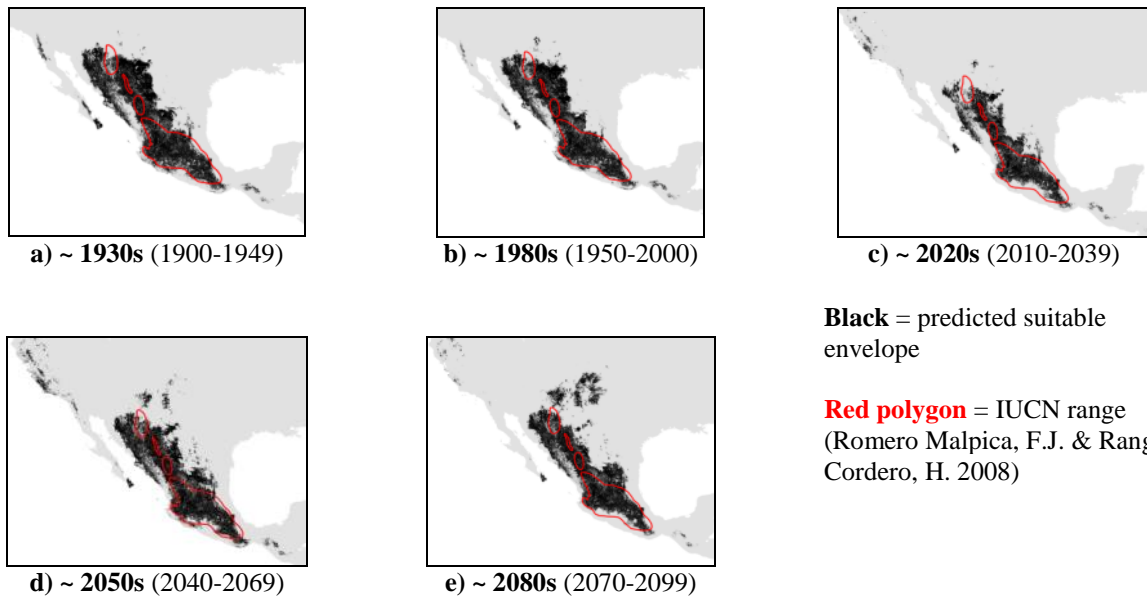 a) ~ 1930s (1900-1949)
b) ~ 1980s (1950-2000)
c) ~ 2020s (2010-2039)
Black = predicted suitable
envelope
Red polygon = IUCN range
(Romero Malpica, F.J. & Rang
Cordero, H. 2008)
d) ~ 2050s (2040-2069)
e) ~ 2080s (2070-2099)